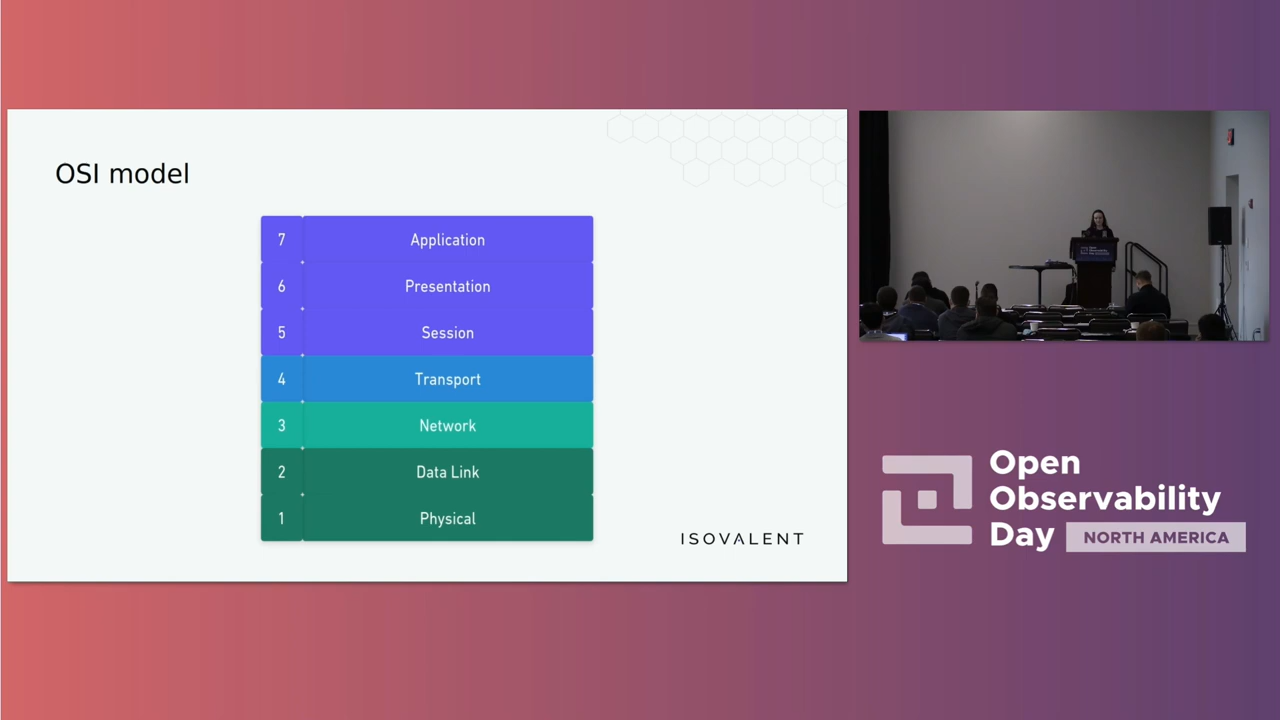 OSI model
7 Application
6 Presentation
5 Session
4 Transport
3 Network
2 Data Link
1 Physical
ISOVALENT
Open
Observability
Day NORTH AMERICA